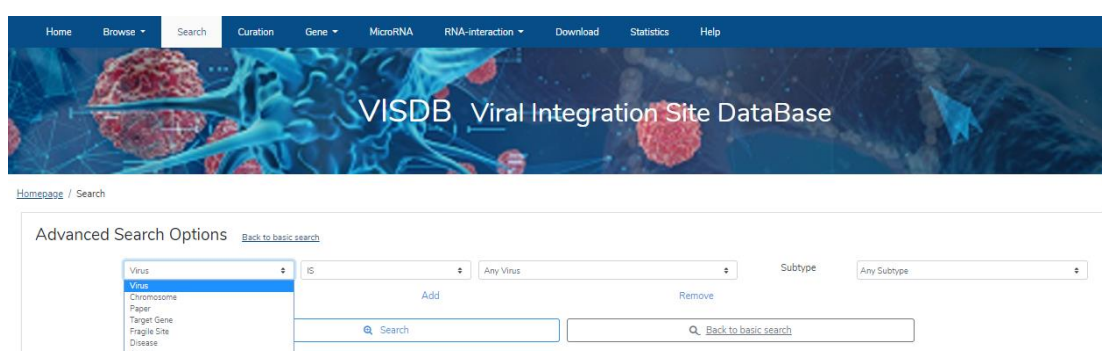 Home Browse Search Curation Gene MicroRNA RNA-interaction Download Statistics Help
VISDB Viral Integration Site DataBase
Homepage / Search
Advanced Search Options Back to basic search
Virus IS Any Virus Subtype Any Subtype
Virus
Chromosome
Add Remove
Paper
Target Gene
Fragile Site
Search Back to basic search
Disease